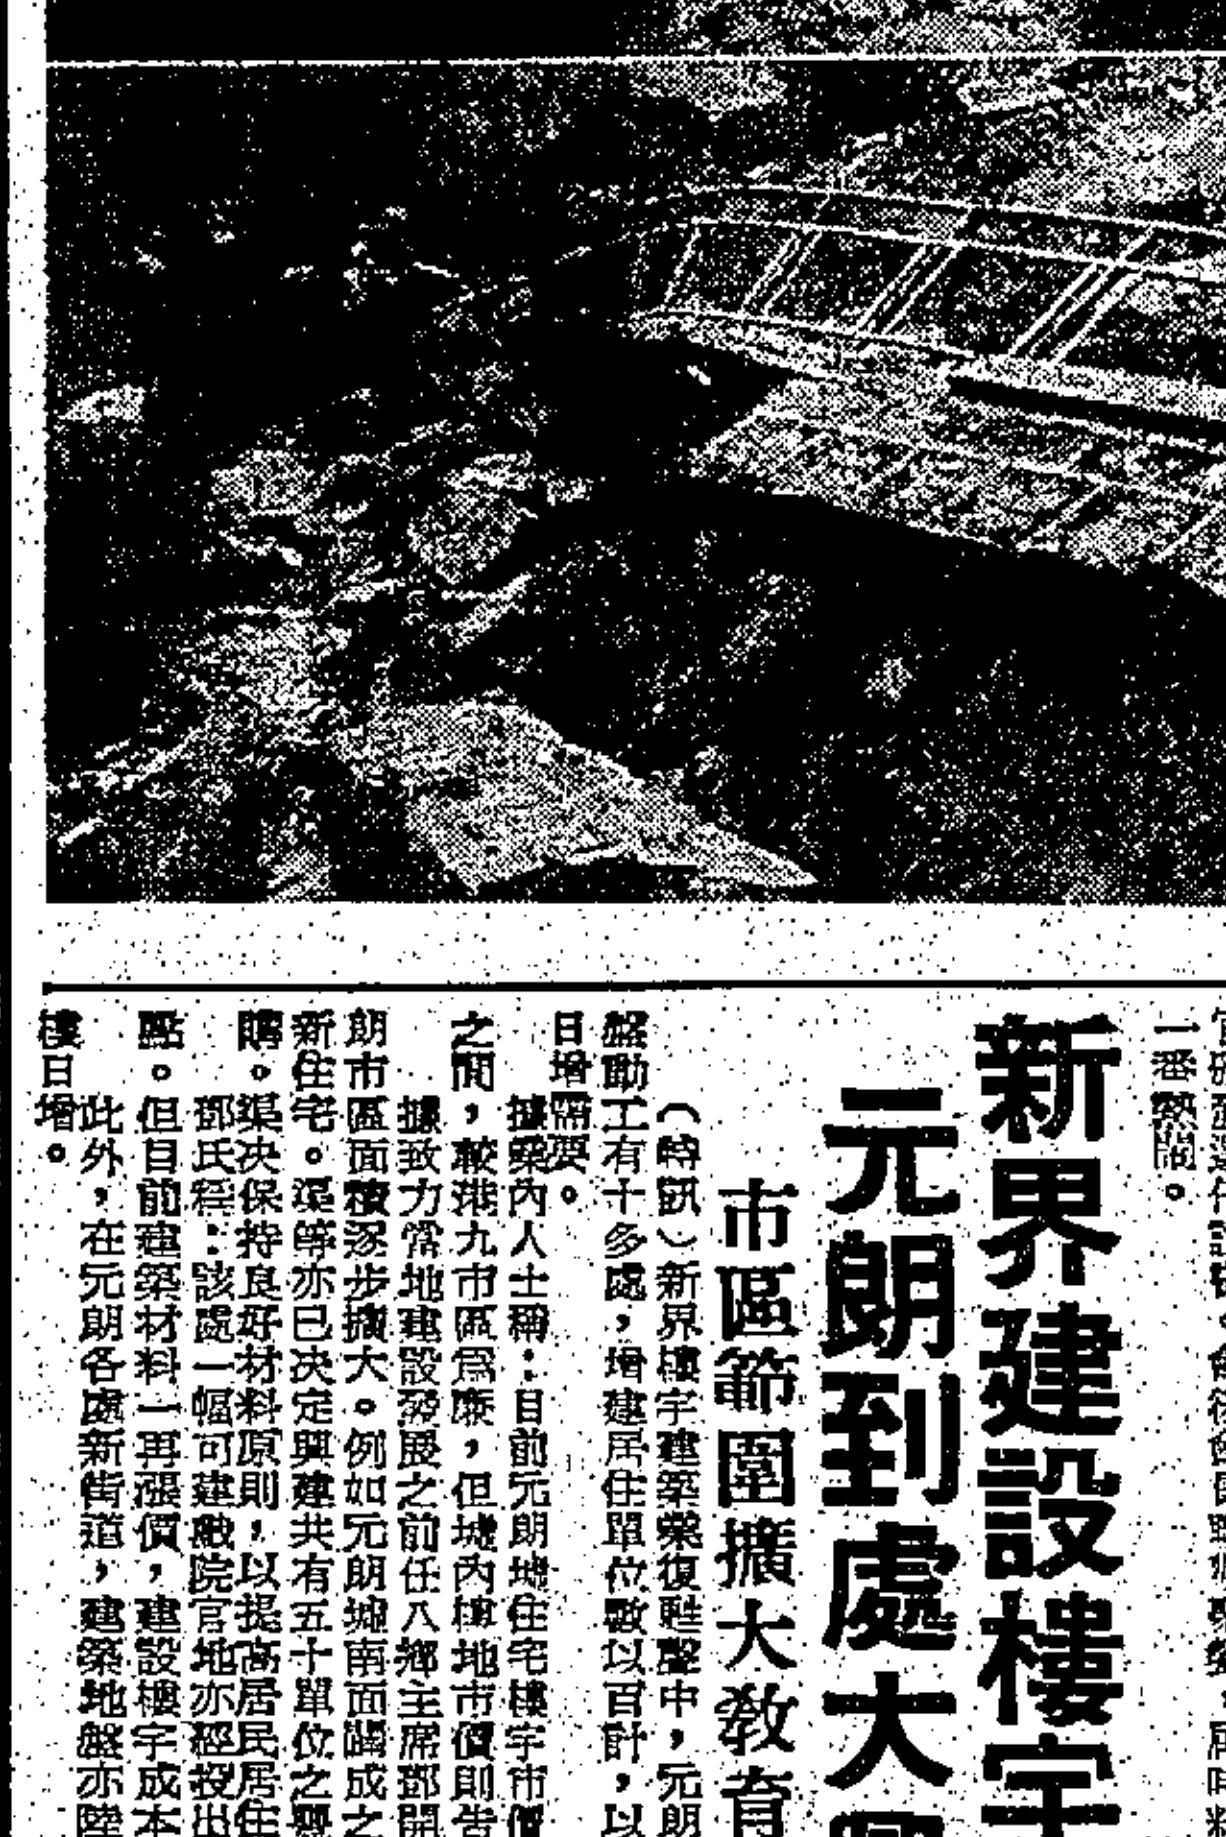 一番熱鬧。
新界建設樓宇
元朗到處大
市區範圍擴大教育
（特訊）新界樓宇建築業復甦聲中，元朗
盤動工有十多處，增建居住單位數以百計，以
日增需要。
據業內人士稱：目前元朗地住宅樓宇市價
之間，較港九市區爲廉，但墟內樓地市價則告
據致力當地建設發展之前任八鄉主席鄧開
朗市區面積逐步擴大。例如元朗墟南面闢成之
新住宅。渠等亦已決定興建共有五十單位之
購。渠決保持良好材料原則，以提高居民居住
鄧氏稱：該處一幅可建戲院官地亦經投出
點。但目前建築材料一再漲價，建設樓宇成本
此外，在元朗各處新街道，建築地盤亦陸
樓日增。